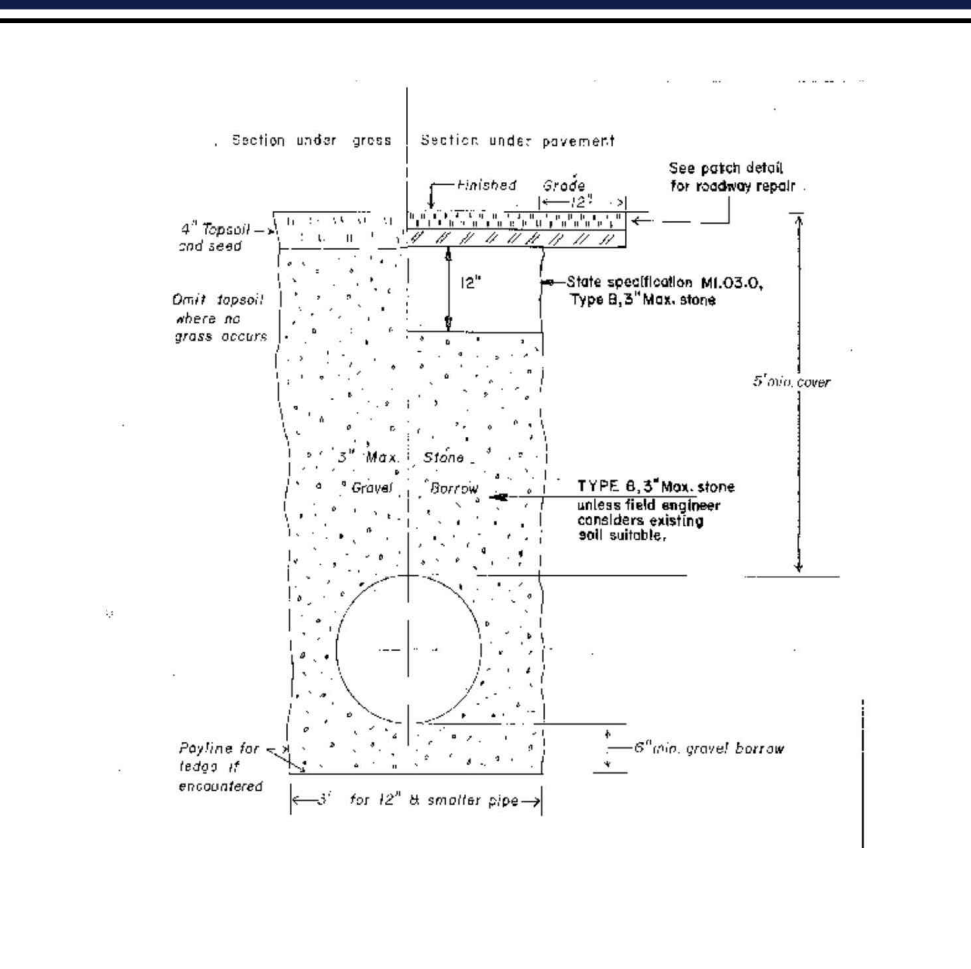 Section under grass
Section under pavement
Finished Grade
12"
See patch detail
for roadway repair
4" Topsoil
and seed
12"
State specification M1.03.0,
Type B, 3" Max. stone
Omit topsoil
where no
grass occurs
5' min. cover
3" Max. Stone
Gravel Borrow
TYPE B, 3" Max. stone
unless field engineer
considers existing
soil suitable.
Payline for
ledge if
encountered
6" min. gravel borrow
3' for 12" & smaller pipe